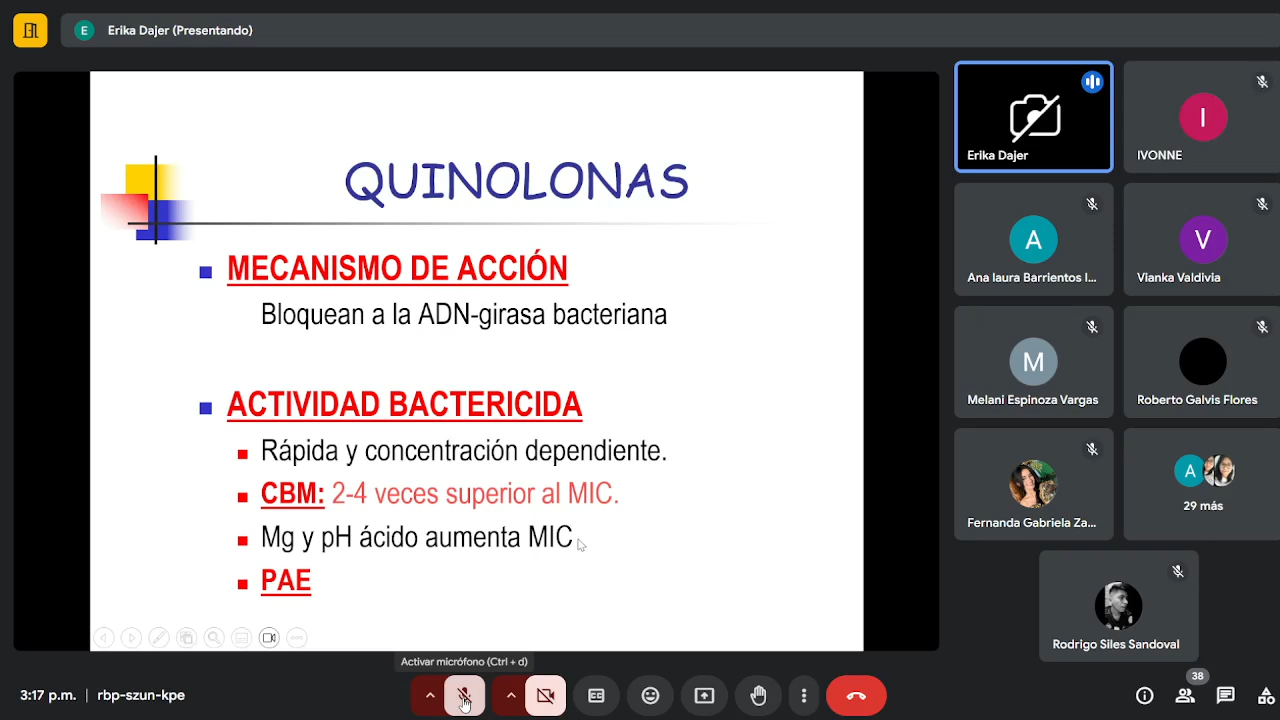 E Erika Dajer (Presentando)
QUINOLONAS
MECANISMO DE ACCIÓN
Bloquean a la ADN-girasa bacteriana
ACTIVIDAD BACTERICIDA
Rápida y concentración dependiente.
CBM: 2-4 veces superior al MIC.
Mg y pH ácido aumenta MIC
PAE
Erika Dajer
I
IVONNE
A
Ana laura Barrientos I...
V
Vianka Valdivia
M
Melani Espinoza Vargas
Roberto Galvis Flores
Fernanda Gabriela Za...
A
29 más
Rodrigo Siles Sandoval
Activar micrófono (Ctrl + d)
3:17 p.m. | rbp-szun-kpe
CC
38